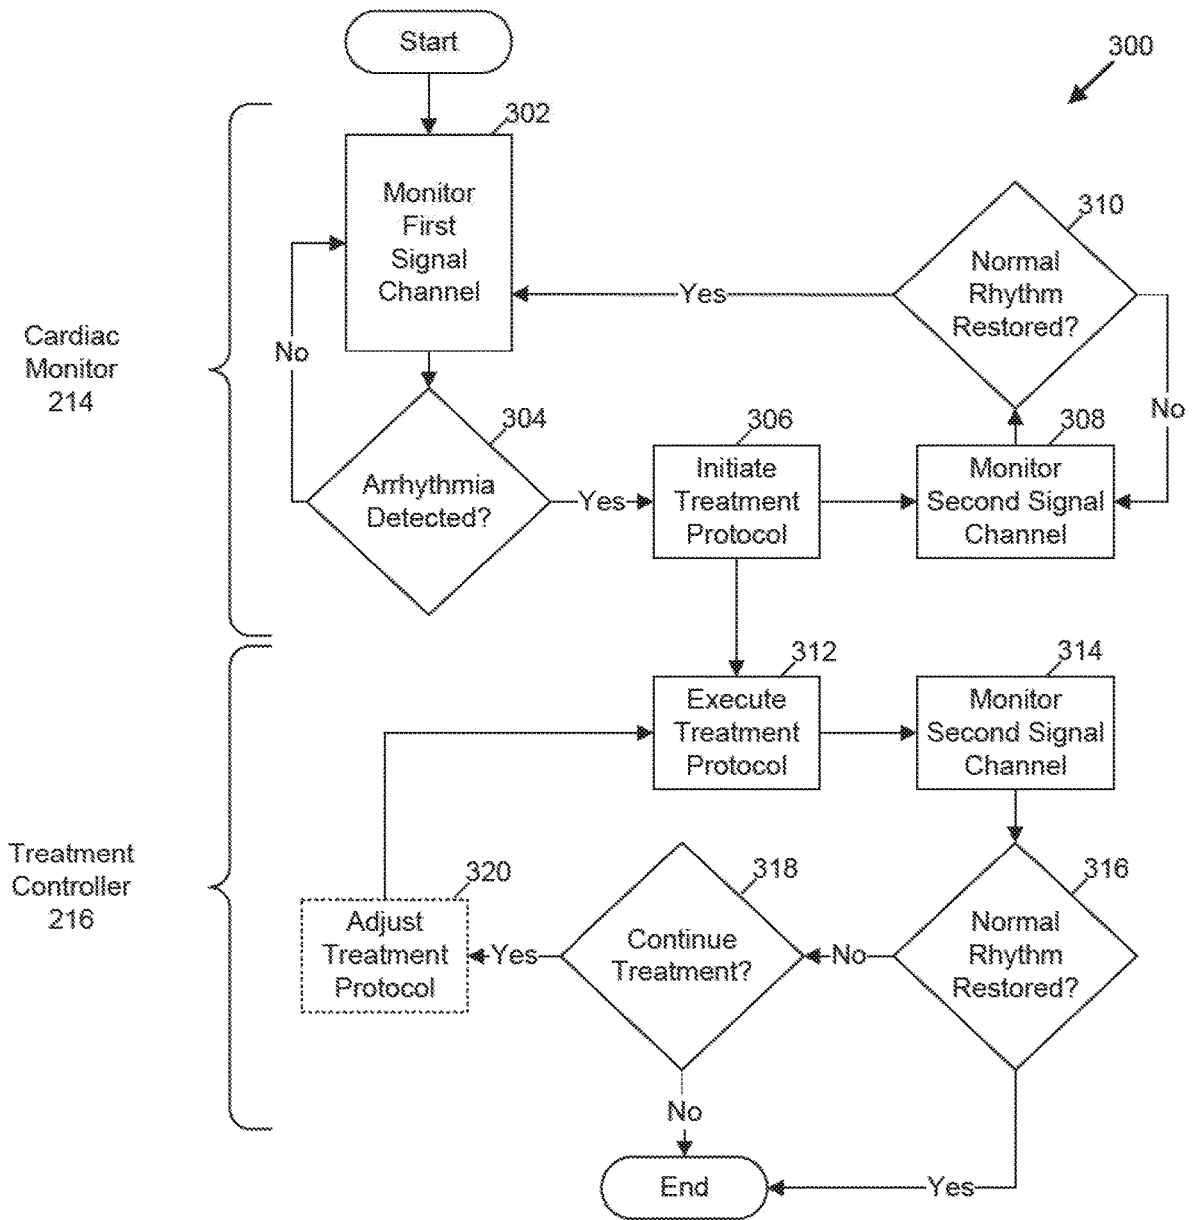 Start
300
302
Monitor
First
Signal
Channel
310
Normal
Rhythm
Restored?
Yes
No
No
Cardiac
Monitor
214
304
Arrhythmia
Detected?
Yes
306
Initiate
Treatment
Protocol
308
Monitor
Second Signal
Channel
312
Execute
Treatment
Protocol
314
Monitor
Second Signal
Channel
Treatment
Controller
216
320
Adjust
Treatment
Protocol
Yes
318
Continue
Treatment?
No
316
Normal
Rhythm
Restored?
No
End
Yes